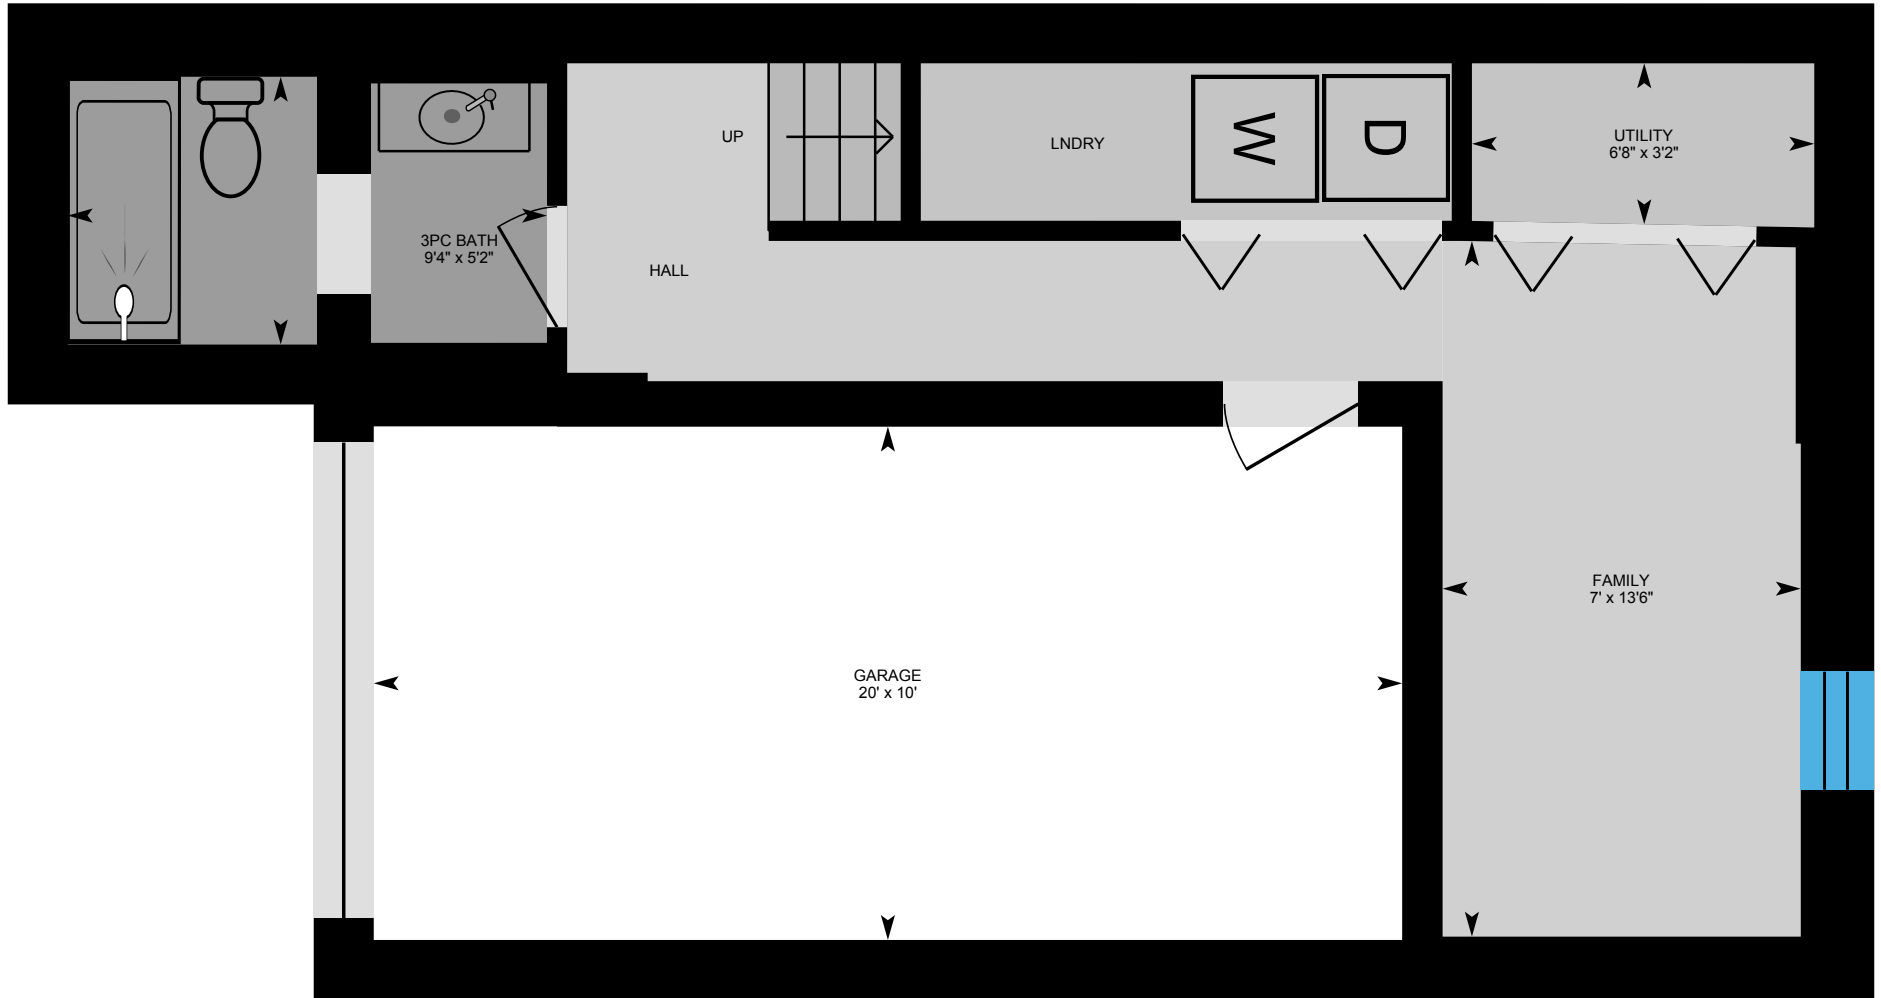 UP
LNDRY
W
D
UTILITY
6'8" x 3'2"
3PC BATH
9'4" x 5'2"
HALL
FAMILY
7' x 13'6"
GARAGE
20' x 10'